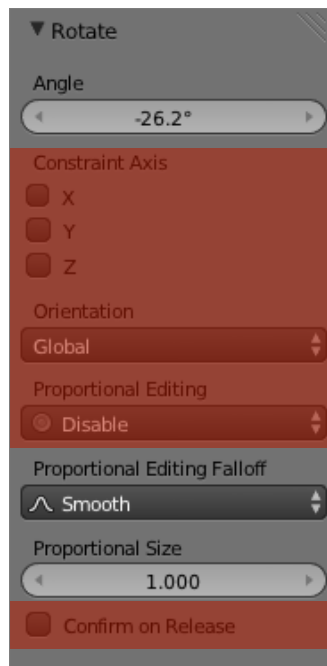 Rotate
Angle
-26.2°
Constraint Axis
X
Y
Z
Orientation
Global
Proportional Editing
Disable
Proportional Editing Falloff
Smooth
Proportional Size
1.000
Confirm on Release